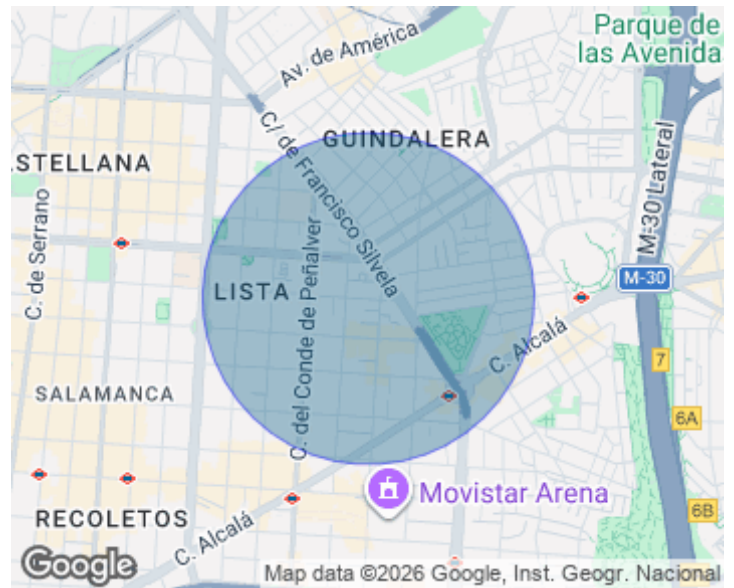 Parque de
las Avenida
Av. de América
C/ de Francisco Silvela
GUINDALERA
ASTELLANA
M-30 Lateral
C. de Serrano
M-30
LISTA
C. del Conde de Peñalver
C. Alcalá
7
SALAMANCA
6A
Movistar Arena
6B
RECOLETOS
C. Alcalá
Google
Map data ©2026 Google, Inst. Geogr. Nacional